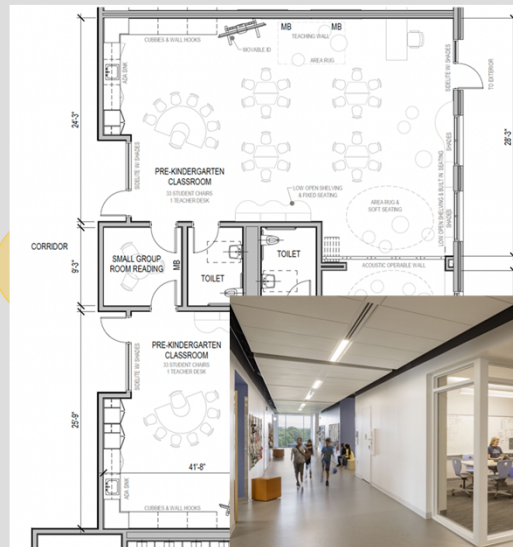 CUBBIES & WALL HOOKS
MOVABLE ID
MB
MB
TEACHING WALL
AREA RUG
ADA SINK
SIDELITE W/ SHADES
TO EXTERIOR
24'-3"
28'-3"
SIDELITE W/ SHADES
PRE-KINDERGARTEN
CLASSROOM
33 STUDENT CHAIRS
1 TEACHER DESK
LOW OPEN SHELVING
& FIXED SEATING
AREA RUG &
SOFT SEATING
LOW OPEN SHELVING & BUILT IN SEATING
SHADES
SHADES
CORRIDOR
9'-3"
SMALL GROUP
ROOM READING
MB
TOILET
TOILET
ACOUSTIC OPERABLE WALL
SIDELITE W/ SHADES
PRE-KINDERGARTEN
CLASSROOM
33 STUDENT CHAIRS
1 TEACHER DESK
25'-9"
41'-8"
ADA SINK
CUBBIES & WALL HOOKS